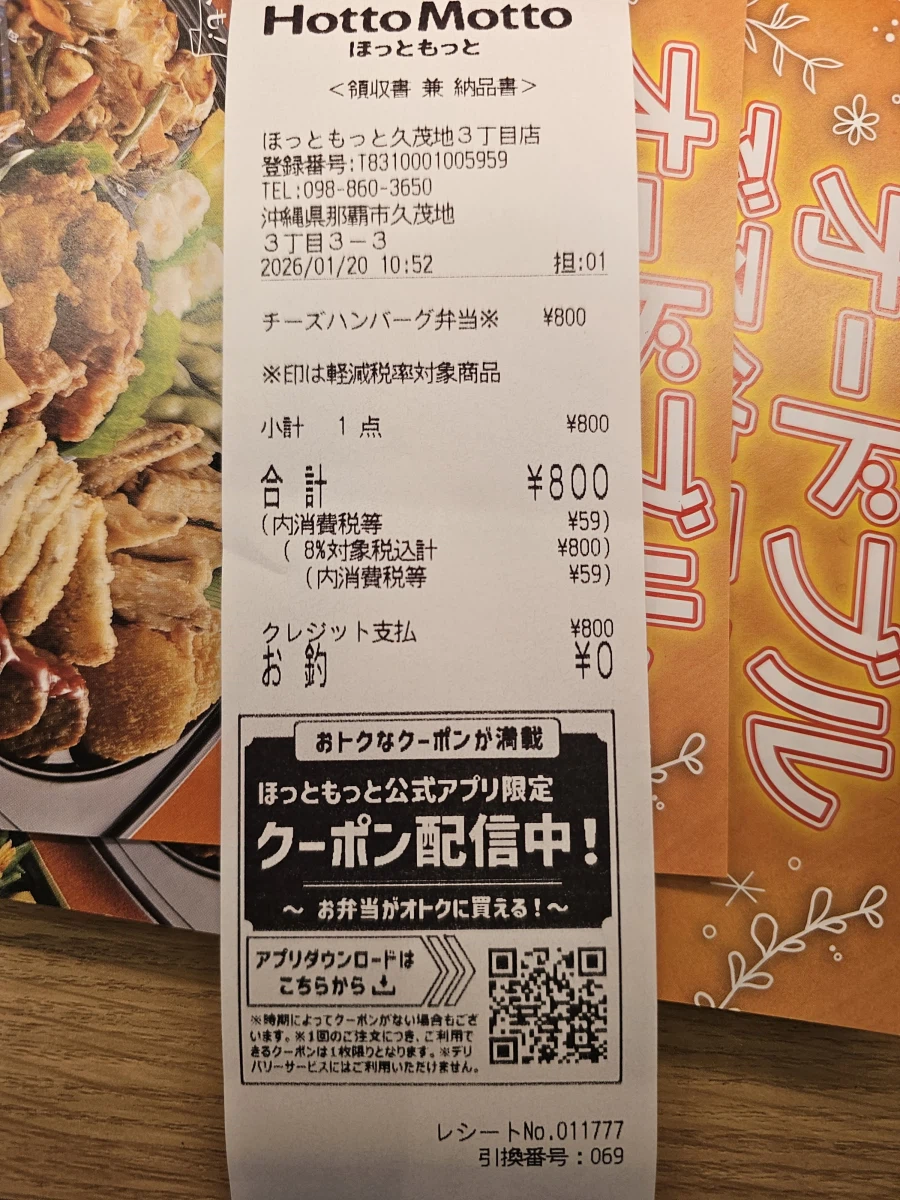 Hotto Motto
ほっともっと
＜領収書 兼 納品書＞
ほっともっと久茂地３丁目店
登録番号:T8310001005959
TEL:098-860-3650
沖縄県那覇市久茂地
３丁目３－３
2026/01/20 10:52 担:01
チーズハンバーグ弁当※ ¥800
※印は軽減税率対象商品
小計 1 点 ¥800
合計 ¥800
(内消費税等 ¥59)
( 8%対象税込計 ¥800)
(内消費税等 ¥59)
クレジット支払 ¥800
お釣 ¥0
おトクなクーポンが満載
ほっともっと公式アプリ限定
クーポン配信中！
～ お弁当がオトクに買える！～
アプリダウンロードは
こちらから
※時期によってクーポンがない場合もござ
います。※1回のご注文につき、ご利用で
きるクーポンは1枚限りとなります。※デリ
バリーサービスにはご利用いただけません。
レシートNo.011777
引換番号：069
オードブル
オードブル
も!